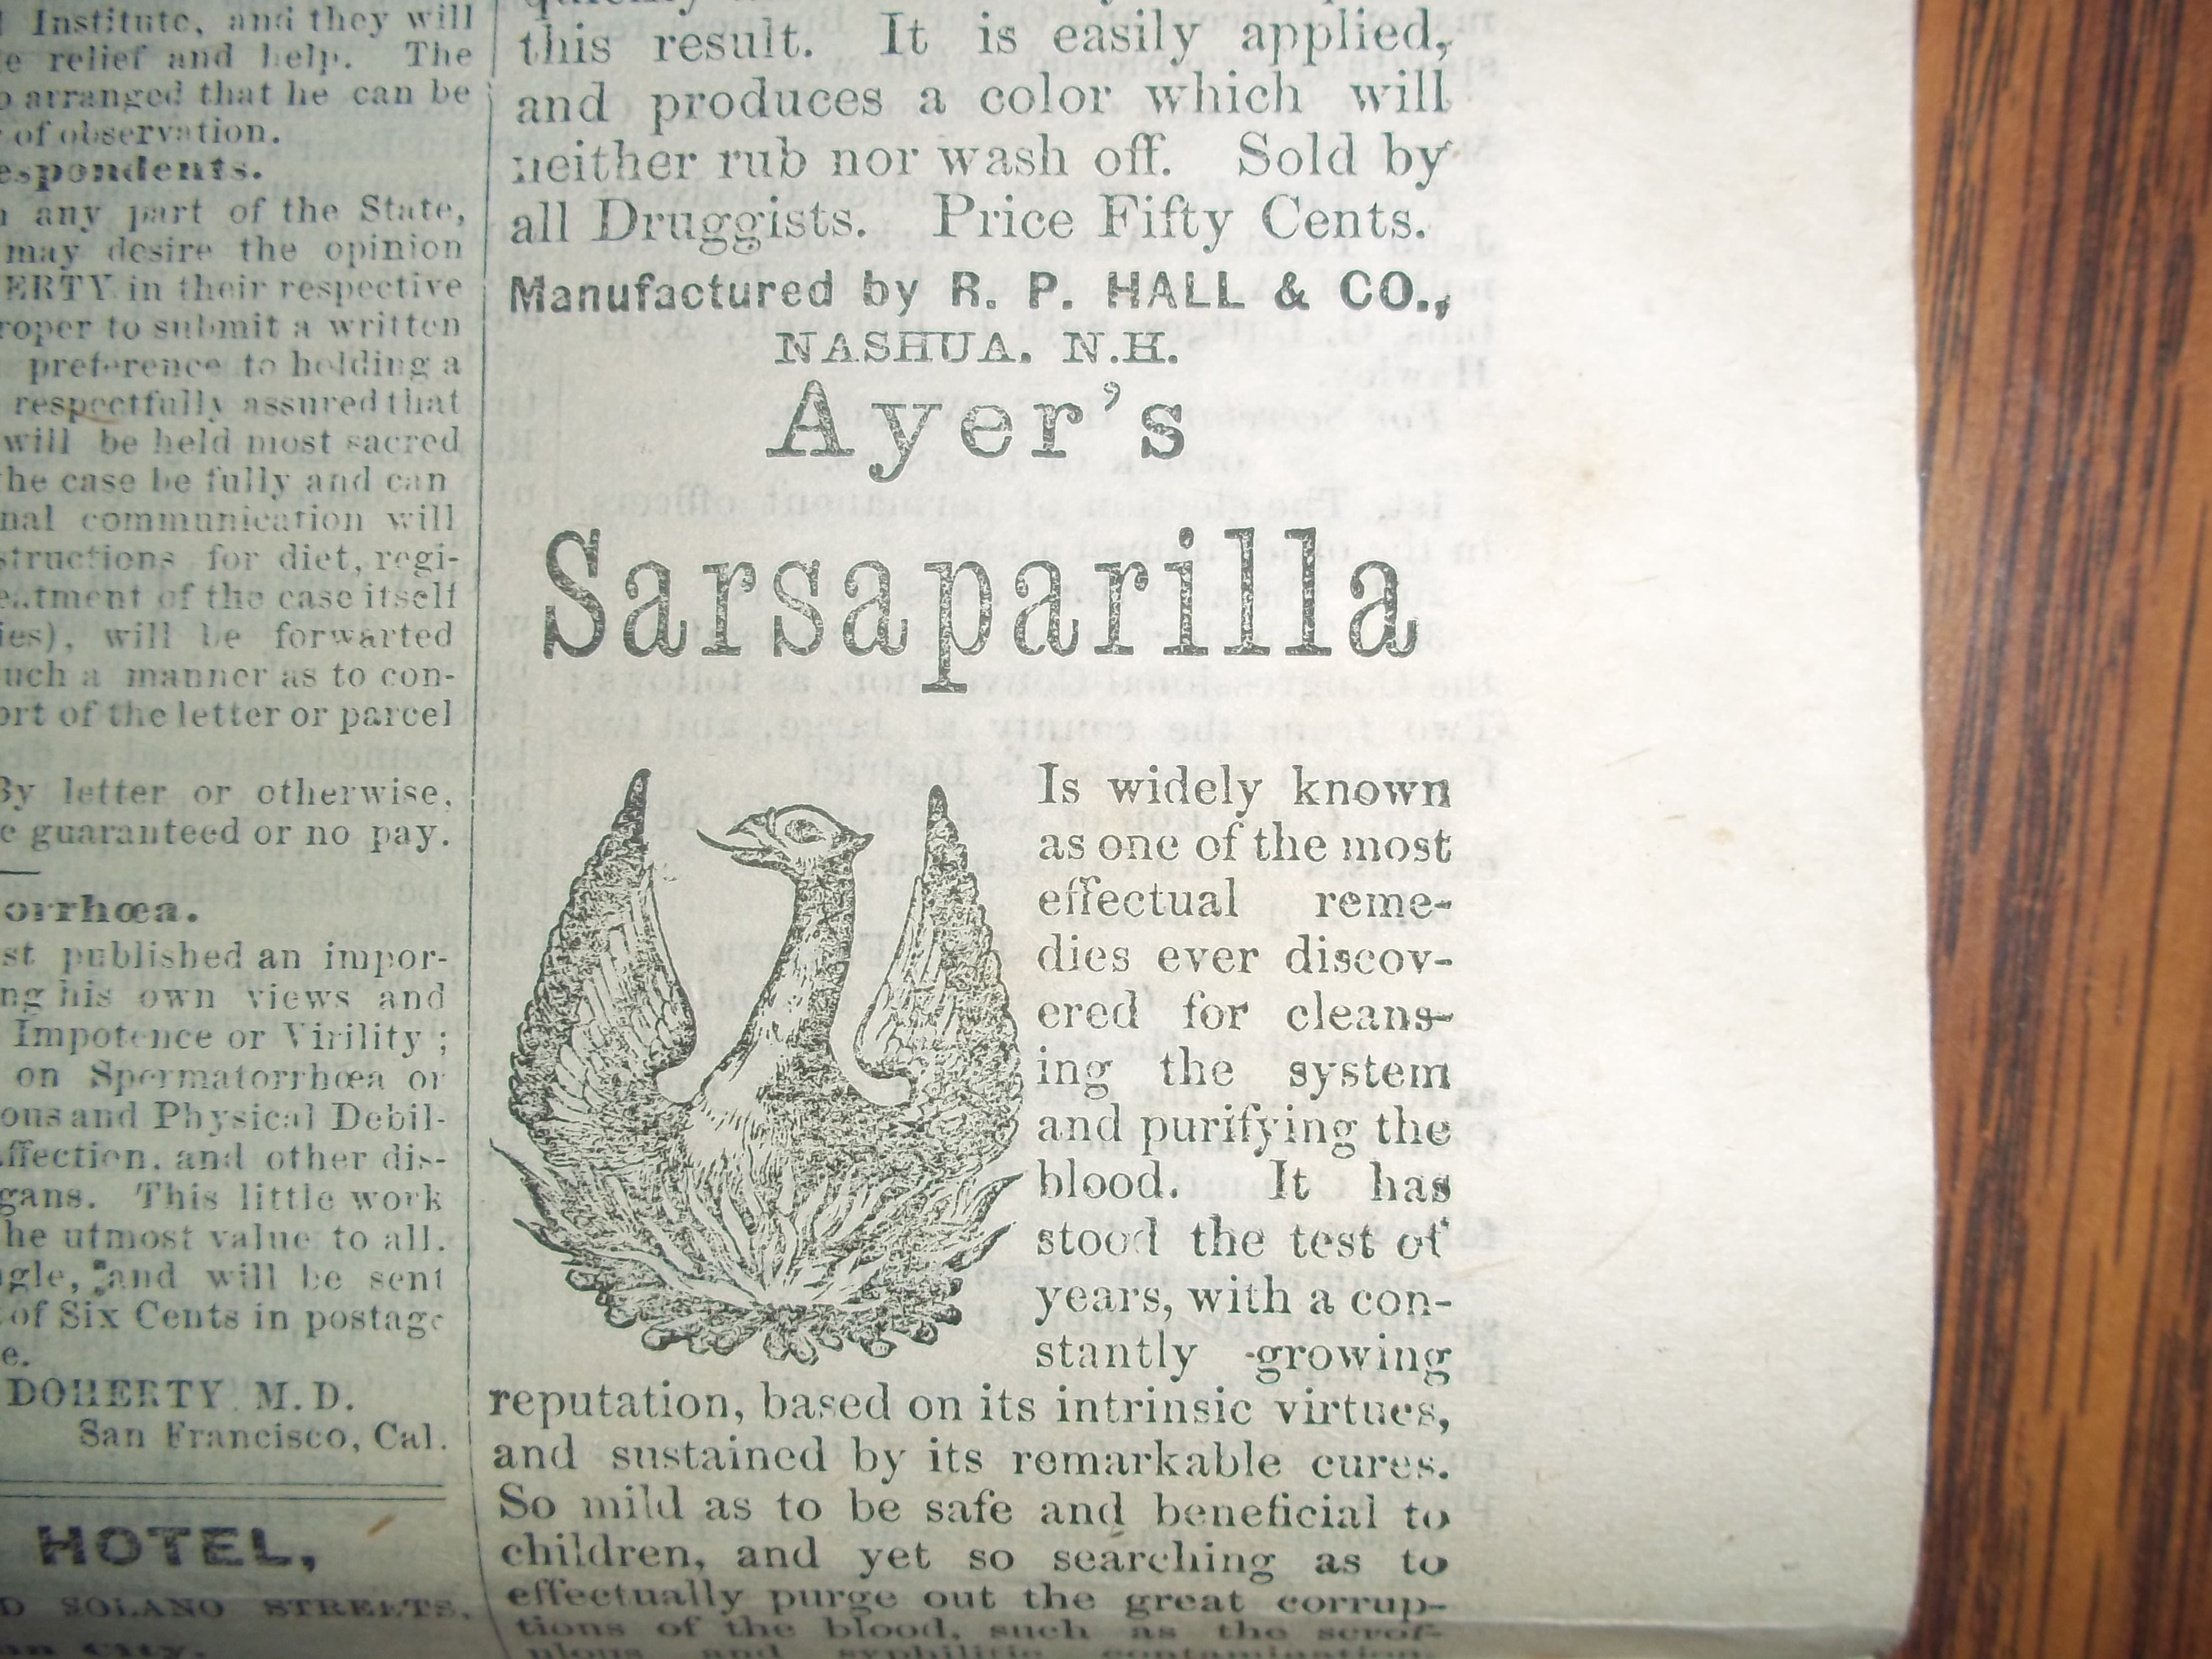 Institute, and they will
relief and help. The
arranged that he can be
of observation.
espondents.
any part of the State,
may desire the opinion
ERTY in their respective
roper to submit a written
preference to holding a
respectfully assured that
will be held most sacred
he case be fully and can
nal communication will
structions for diet, regi-
eatment of the case itself
ies), will be forwarded
uch a manner as to con-
ort of the letter or parcel
By letter or otherwise,
guaranteed or no pay.
orrhœa.
st published an impor-
ng his own views and
Impotence or Virility ;
on Spermatorrhœa or
ous and Physical Debil-
ffection, and other dis-
gans. This little work
he utmost value to all.
gle, and will be sent
of Six Cents in postage
e.
DOHERTY M.D.
San Francisco, Cal.
HOTEL,
D SOLANO STREETS,
City.
this result. It is easily applied,
and produces a color which will
neither rub nor wash off. Sold by
all Druggists. Price Fifty Cents.
Manufactured by R. P. HALL & CO.,
NASHUA, N.H.
Ayer's
Sarsaparilla
Is widely known
as one of the most
effectual reme-
dies ever discov-
ered for cleans-
ing the system
and purifying the
blood. It has
stood the test of
years, with a con-
stantly growing
reputation, based on its intrinsic virtues,
and sustained by its remarkable cures.
So mild as to be safe and beneficial to
children, and yet so searching as to
effectually purge out the great corrup-
tions of the blood, such as the scrof-
ulous and syphilitic contamination.